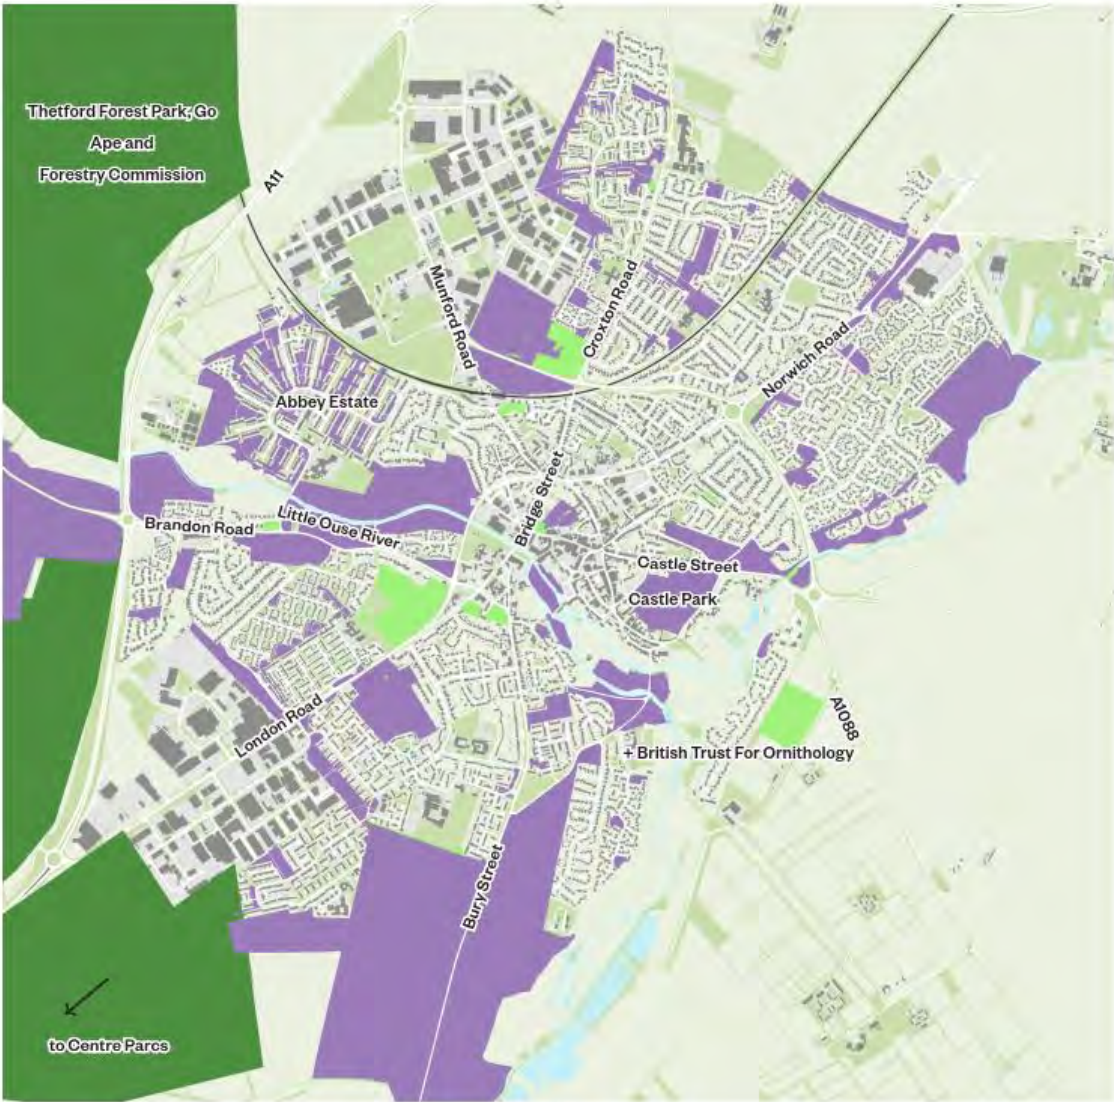 Thetford Forest Park; Go
Ape and
Forestry Commission
A11
Munford Road
Croxton Road
Norwich Road
Abbey Estate
Bridge Street
Brandon Road
Little Ouse River
Castle Street
Castle Park
London Road
A1088
+ British Trust For Ornithology
Bury Street
to Centre Parcs